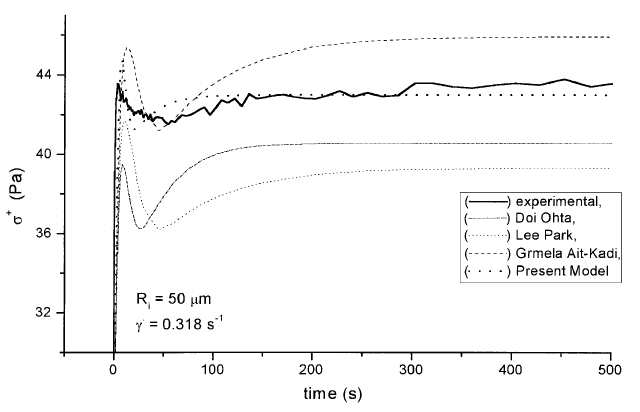 44
40
36
32
σ⁺ (Pa)
(——) experimental,
(——) Doi Ohta,
(········) Lee Park,
(-----) Grmela Ait-Kadi,
(· · ·) Present Model
Rᵢ = 50 μm
γ̇ = 0.318 s⁻¹
0 100 200 300 400 500
time (s)